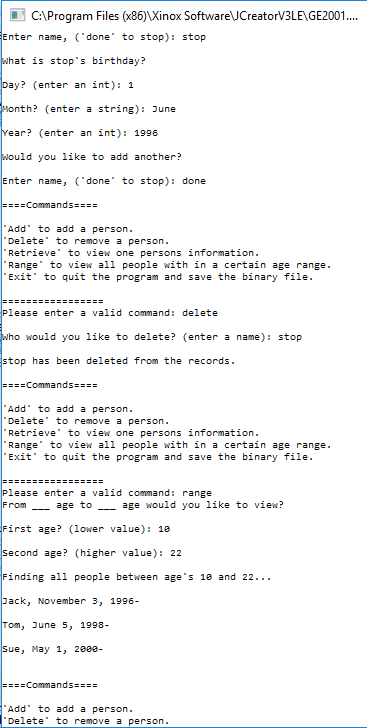 C:\Program Files (x86)\Xinox Software\JCreatorV3LE\GE2001....
Enter name, ('done' to stop): stop
What is stop's birthday?
Day? (enter an int): 1
Month? (enter a string): June
Year? (enter an int): 1996
Would you like to add another?
Enter name, ('done' to stop): done
====Commands====
'Add' to add a person.
'Delete' to remove a person.
'Retrieve' to view one persons information.
'Range' to view all people with in a certain age range.
'Exit' to quit the program and save the binary file.
=================
Please enter a valid command: delete
Who would you like to delete? (enter a name): stop
stop has been deleted from the records.
====Commands====
'Add' to add a person.
'Delete' to remove a person.
'Retrieve' to view one persons information.
'Range' to view all people with in a certain age range.
'Exit' to quit the program and save the binary file.
=================
Please enter a valid command: range
From ___ age to ___ age would you like to view?
First age? (lower value): 10
Second age? (higher value): 22
Finding all people between age's 10 and 22...
Jack, November 3, 1996-
Tom, June 5, 1998-
Sue, May 1, 2000-
====Commands====
'Add' to add a person.
'Delete' to remove a person.